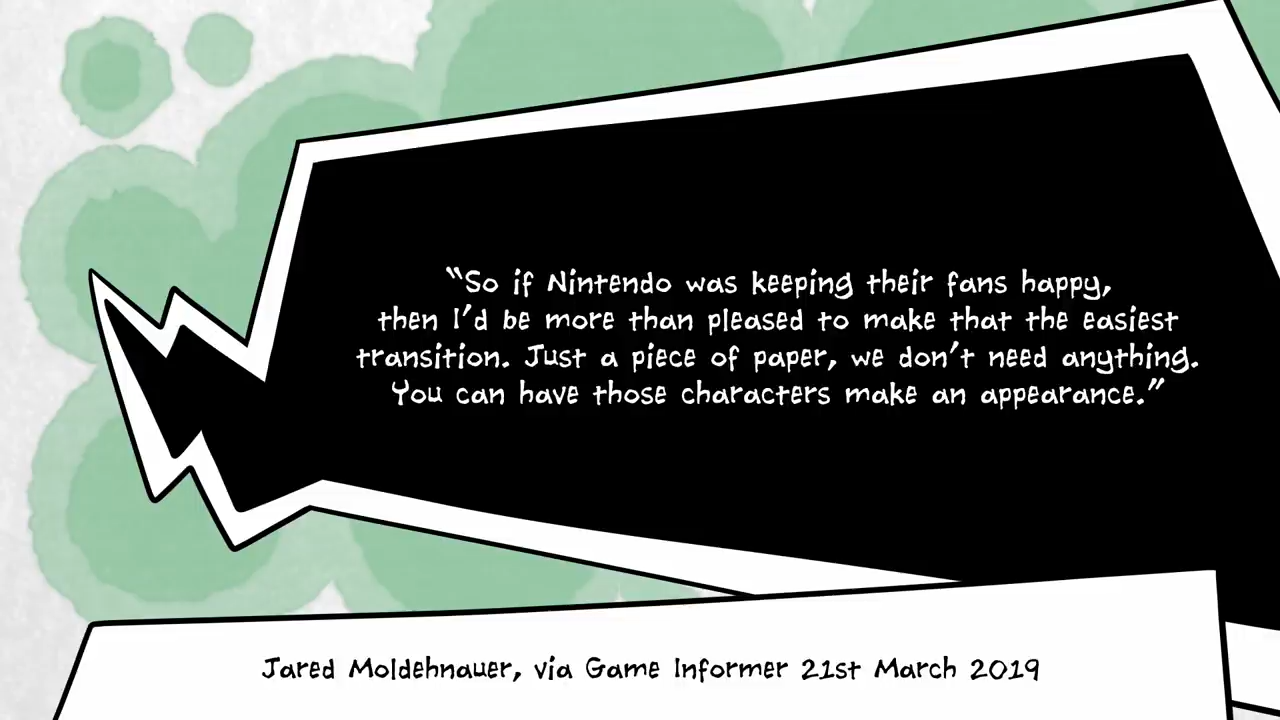 “So if Nintendo was keeping their fans happy,
then I’d be more than pleased to make that the easiest
transition. Just a piece of paper, we don’t need anything.
You can have those characters make an appearance.”
Jared Moldehnauer, via Game Informer 21st March 2019